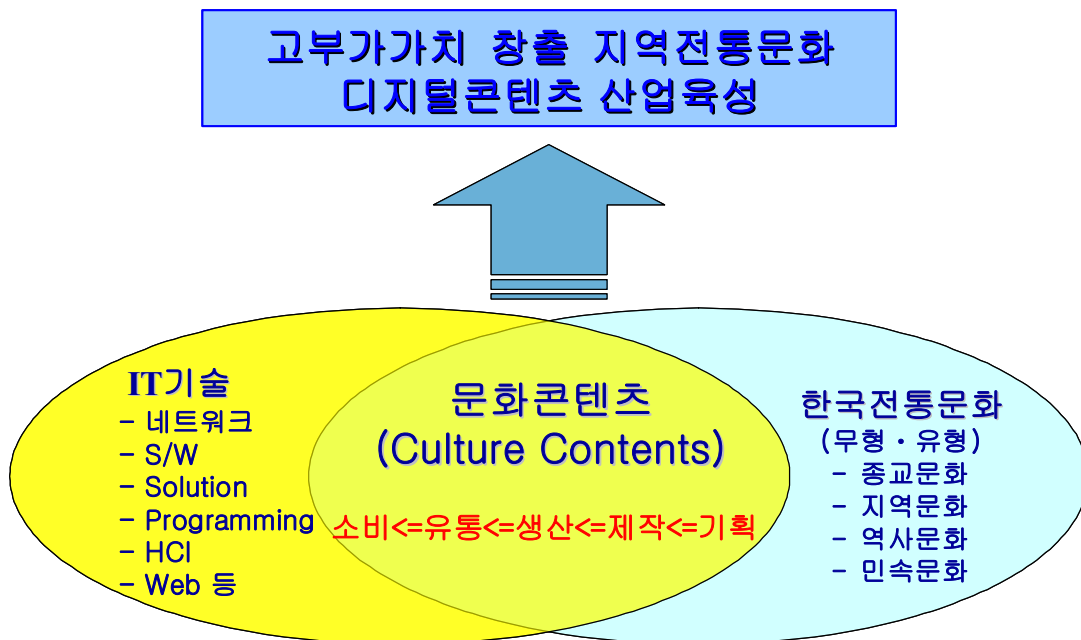 고부가가치 창출 지역전통문화
디지털콘텐츠 산업육성
IT기술
- 네트워크
- S/W
- Solution
- Programming
- HCI
- Web 등
문화콘텐츠
(Culture Contents)
소비<=유통<=생산<=제작<=기획
한국전통문화
(무형·유형)
- 종교문화
- 지역문화
- 역사문화
- 민속문화